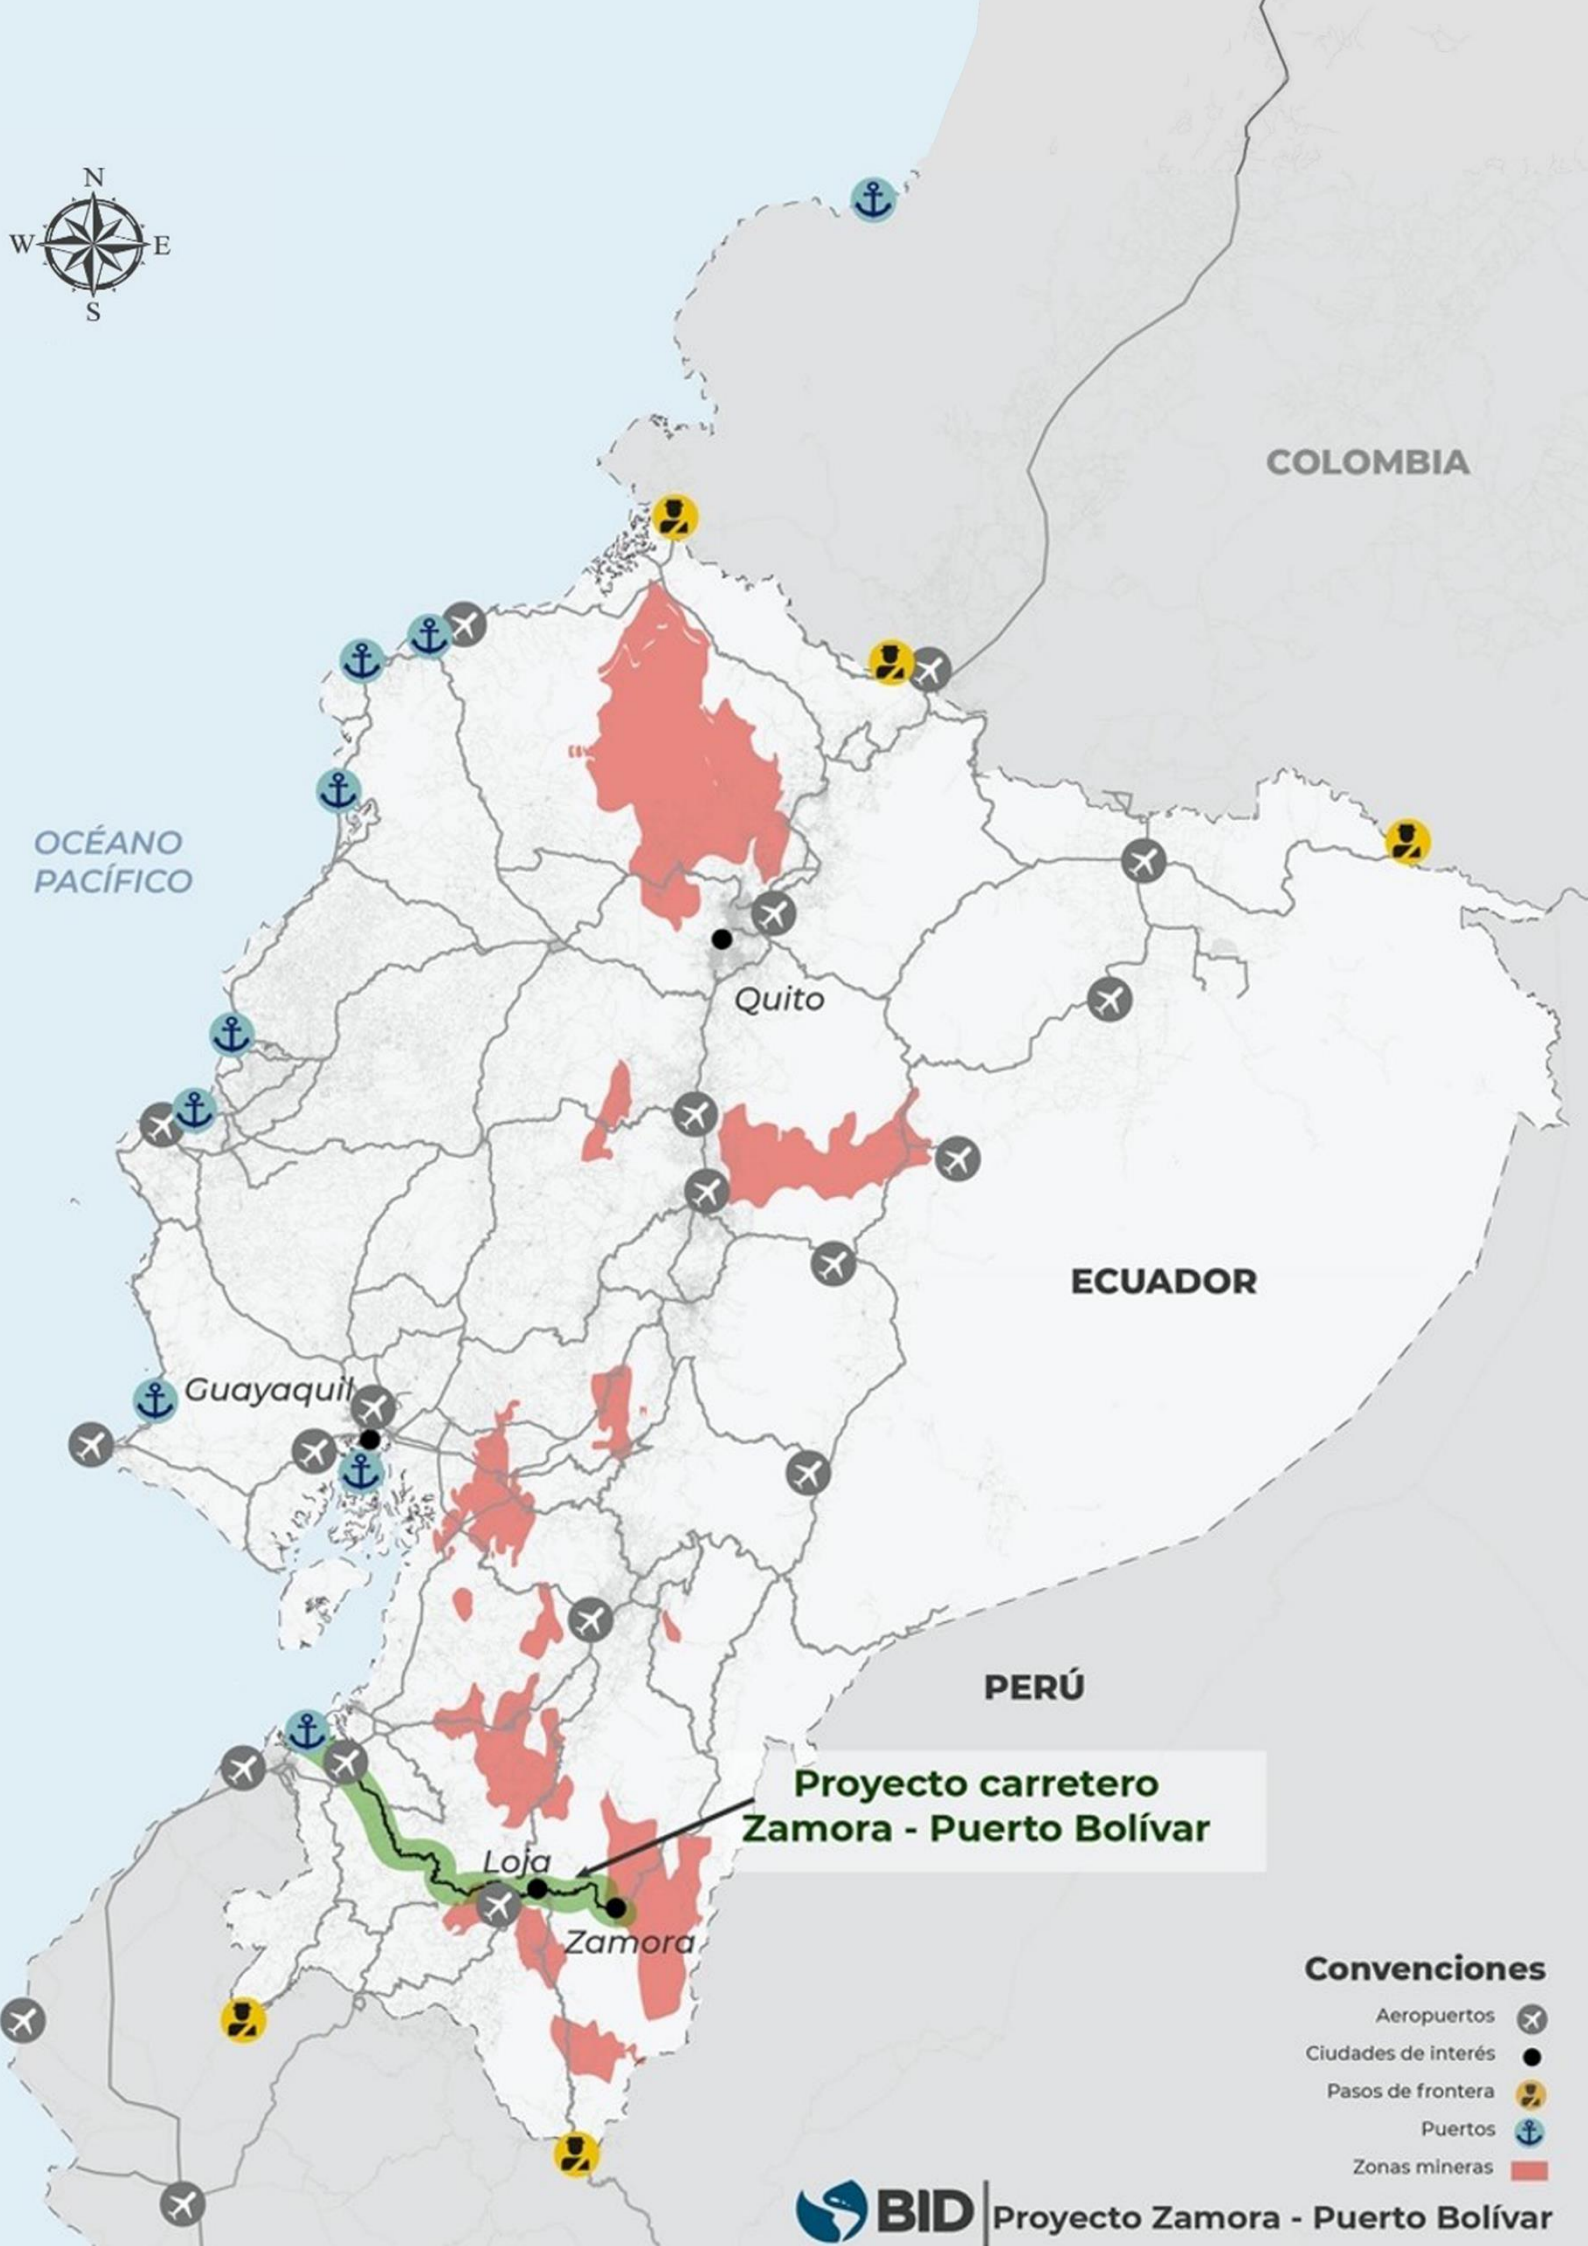 N
W
E
S
COLOMBIA
OCÉANO
PACÍFICO
Quito
ECUADOR
Guayaquil
PERÚ
Proyecto carretero
Zamora - Puerto Bolívar
Loja
Zamora
Convenciones
Aeropuertos
Ciudades de interés
Pasos de frontera
Puertos
Zonas mineras
BID
Proyecto Zamora - Puerto Bolívar